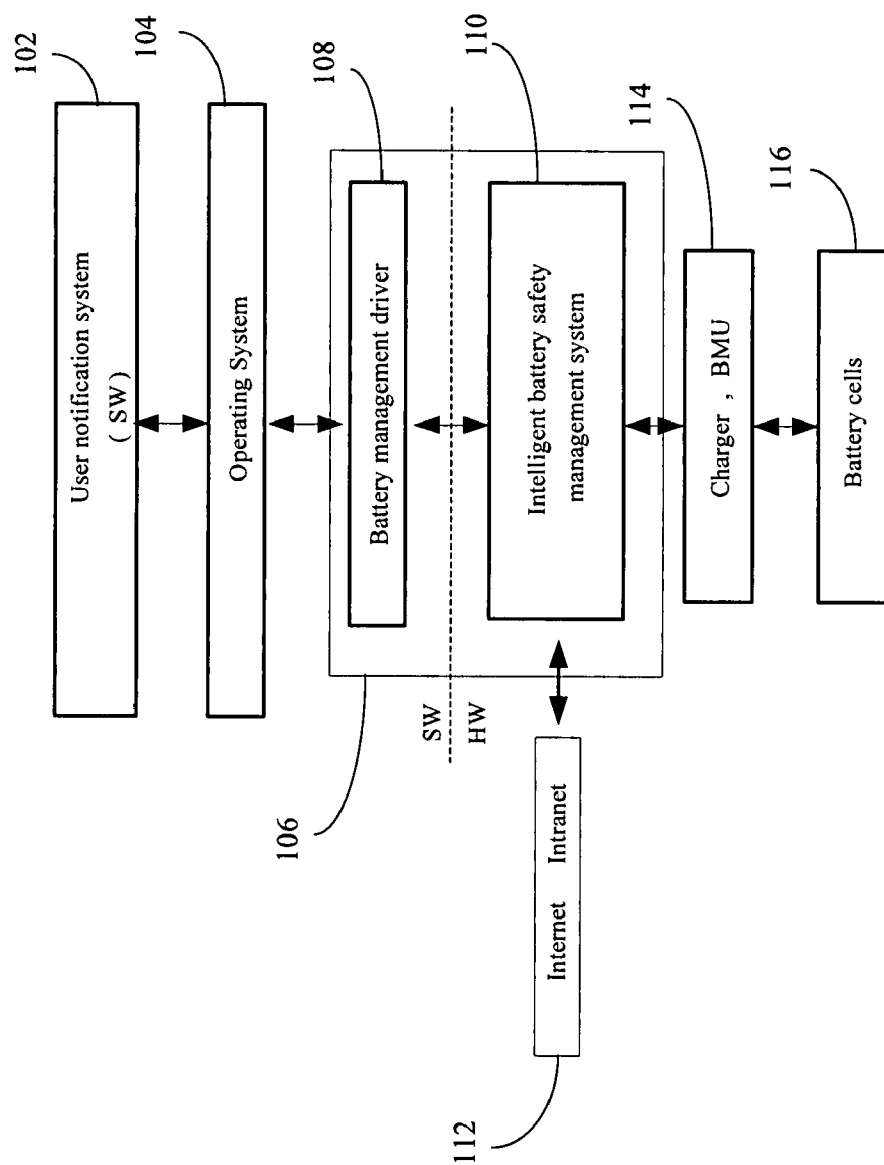 102
User notification system
( SW )
104
Operating System
108
Battery management driver
SW
HW
106
110
Intelligent battery safety
management system
Internet Intranet
112
114
Charger , BMU
116
Battery cells